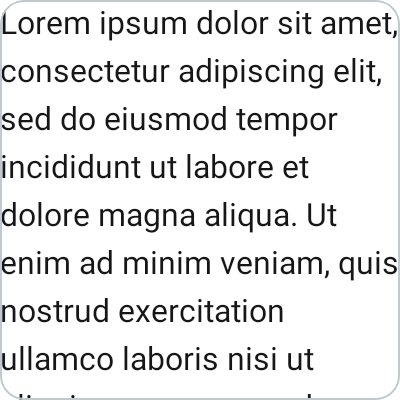 Lorem ipsum dolor sit amet,
consectetur adipiscing elit,
sed do eiusmod tempor
incididunt ut labore et
dolore magna aliqua. Ut
enim ad minim veniam, quis
nostrud exercitation
ullamco laboris nisi ut